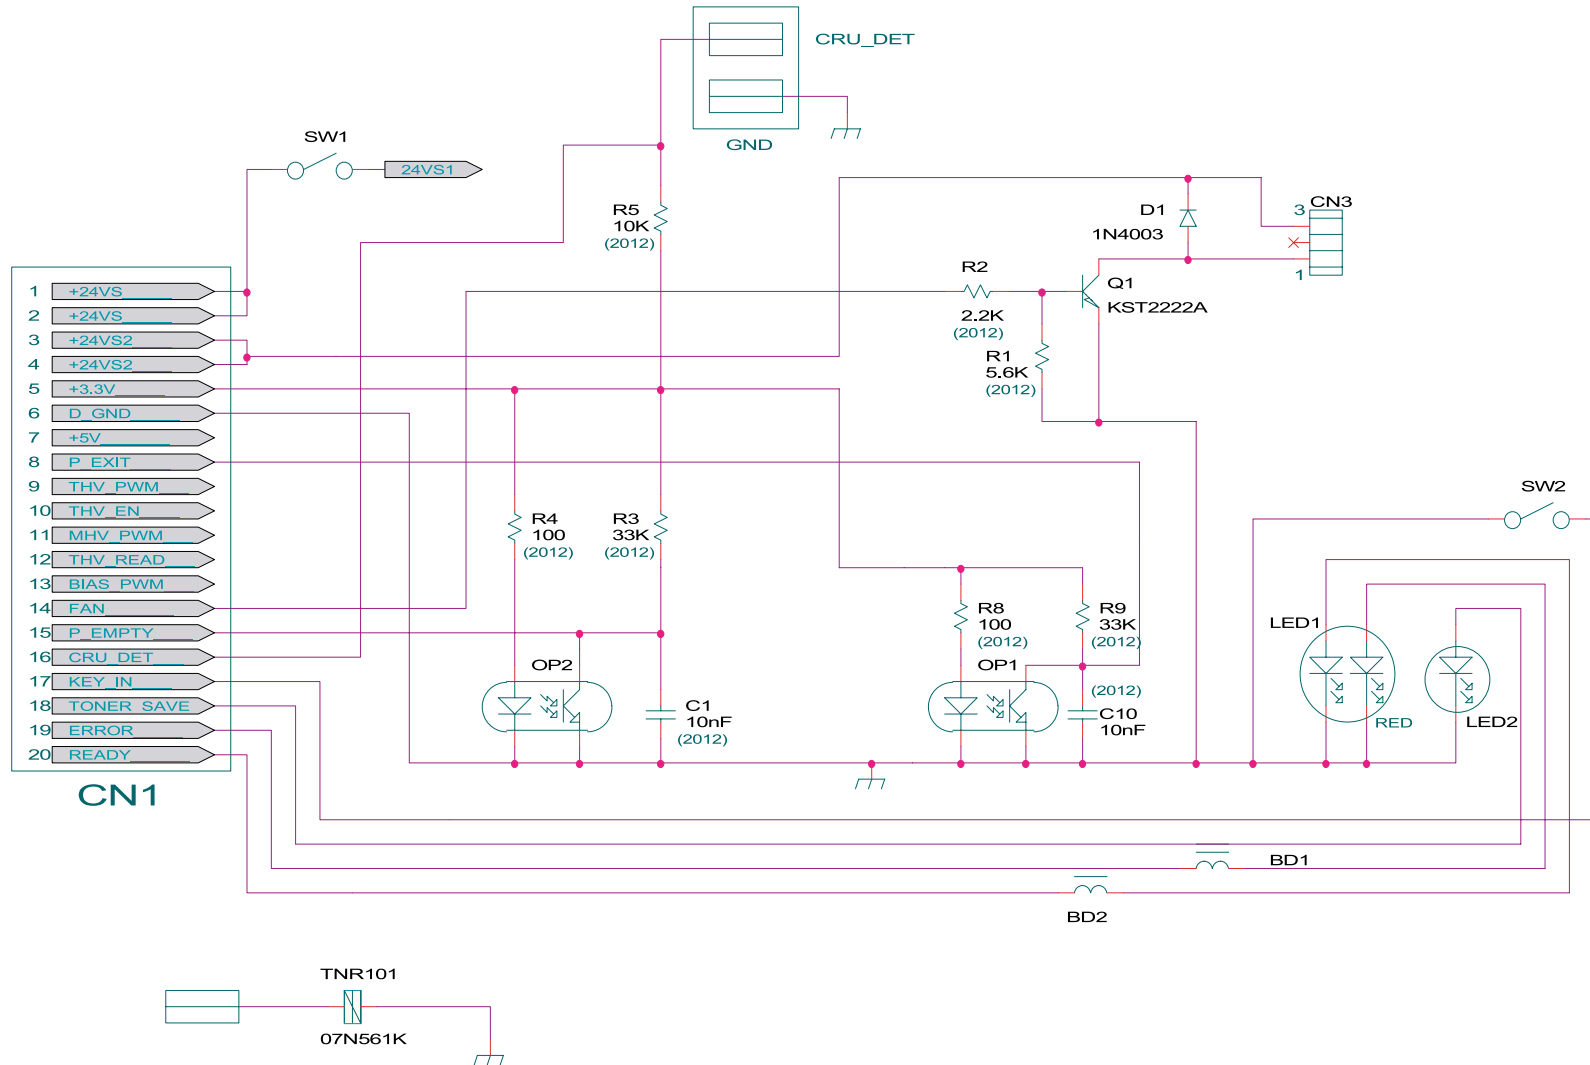 CRU_DET
GND
SW1
24VS1
R5
10K
(2012)
D1
1N4003
CN3
3
1
R2
2.2K
(2012)
Q1
KST2222A
R1
5.6K
(2012)
1 +24VS
2 +24VS
3 +24VS2
4 +24VS2
5 +3.3V
6 D_GND
7 +5V
8 P_EXIT
9 THV_PWM
10 THV_EN
11 MHV_PWM
12 THV_READ
13 BIAS_PWM
14 FAN
15 P_EMPTY
16 CRU_DET
17 KEY_IN
18 TONER_SAVE
19 ERROR
20 READY
CN1
R4
100
(2012)
R3
33K
(2012)
SW2
R8
100
(2012)
R9
33K
(2012)
LED1
RED
LED2
OP2
C1
10nF
(2012)
OP1
(2012)
C10
10nF
BD1
BD2
TNR101
07N561K